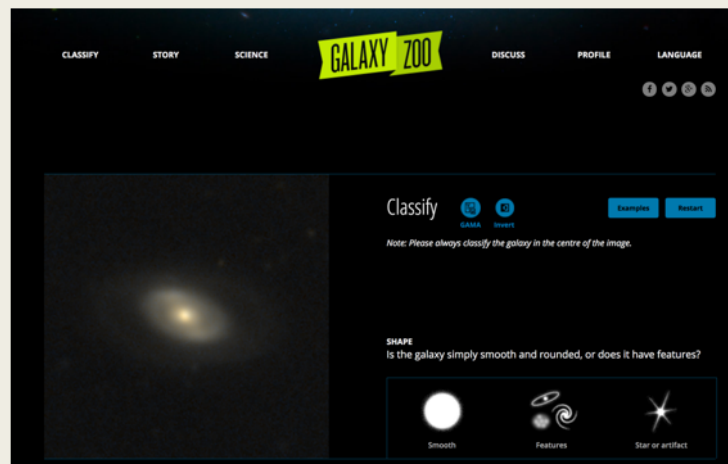 CLASSIFY STORY SCIENCE GALAXY ZOO DISCUSS PROFILE LANGUAGE
Classify
GAMA Invert
Examples Restart
Note: Please always classify the galaxy in the centre of the image.
SHAPE
Is the galaxy simply smooth and rounded, or does it have features?
Smooth Features Star or artifact